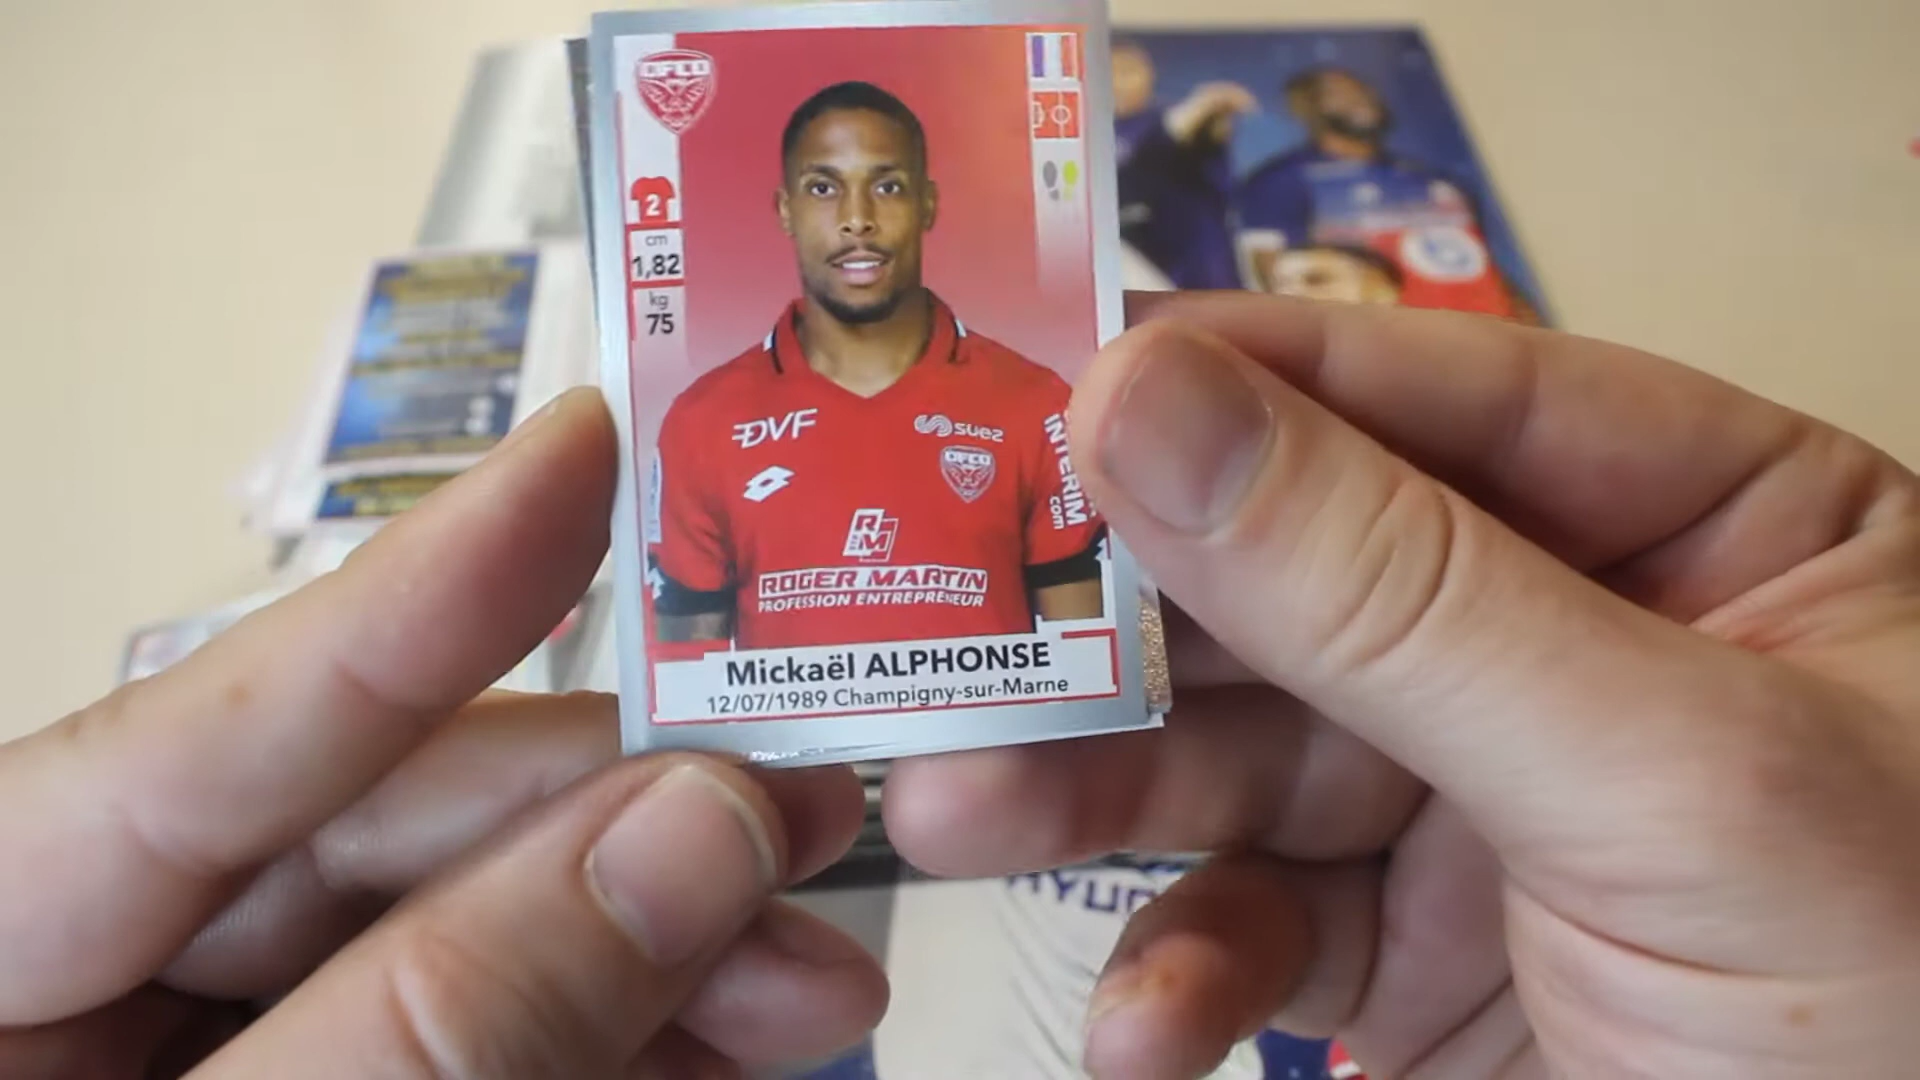 DFCO
2
cm
1,82
kg
75
DVF
suez
DFCO
INTERIM
.com
RM
ROGER MARTIN
PROFESSION ENTREPRENEUR
Mickaël ALPHONSE
12/07/1989 Champigny-sur-Marne